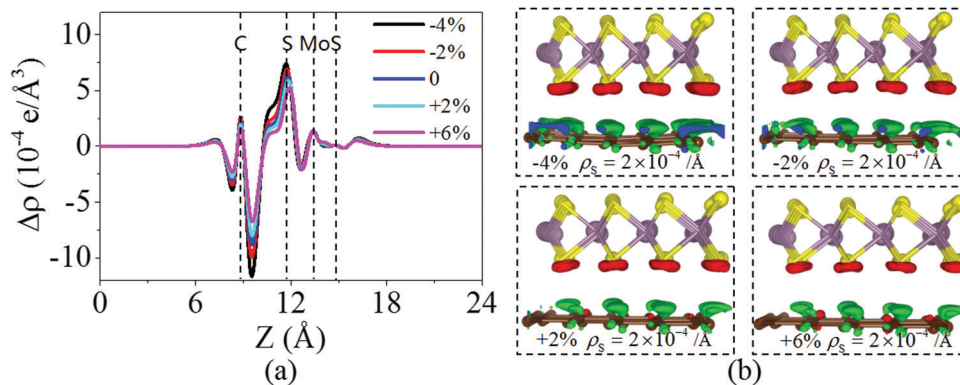 10
5
0
-5
-10
Δρ (10⁻⁴ e/Å³)
C S Mo S
-4%
-2%
0
+2%
+6%
0 6 12 18 24
Z (Å)
(a)
-4% ρₛ = 2×10⁻⁴ /Å
-2% ρₛ = 2×10⁻⁴ /Å
+2% ρₛ = 2×10⁻⁴ /Å
+6% ρₛ = 2×10⁻⁴ /Å
(b)